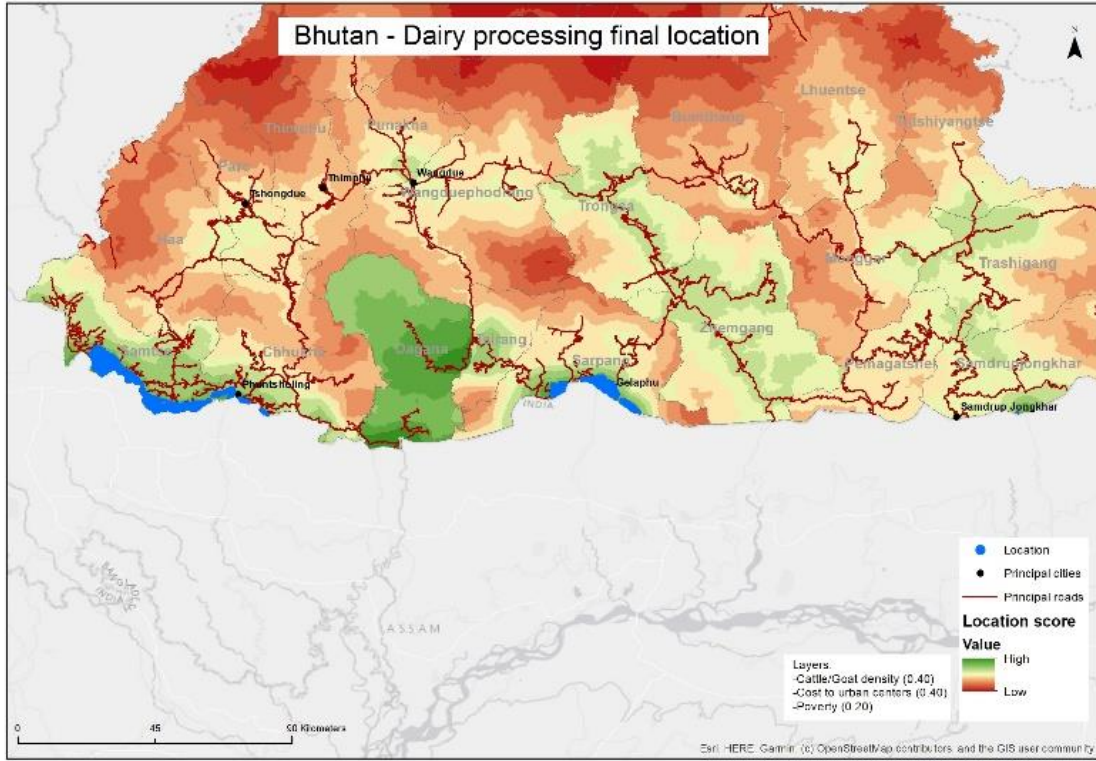 Bhutan - Dairy processing final location
N
Lhuentse
Bumthang
Trashiyangtse
Thimphu
Punakha
Paro
Thimphu
Wangdue
Tshongdue
Wangduephodrang
Trongsa
Haa
Monggar
Trashigang
Zhemgang
Dagana
Tsirang
Samtse
Chhukha
Sarpang
Pemagatshel
Samdrupjongkhar
Phuntsholing
Gelaphu
INDIA
Samdrup Jongkhar
ASSAM
Location
Principal cities
Principal roads
Location score
Value
High
Low
Layers
-Cattle/Goat density (0.40)
-Cost to urban centers (0.40)
-Poverty (0.20)
0 45 90 Kilometers
Esri, HERE, Garmin, (c) OpenStreetMap contributors, and the GIS user community